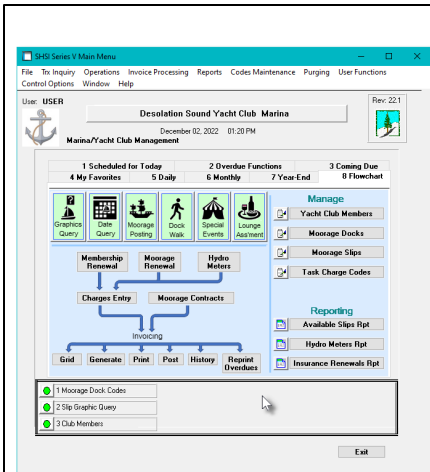 SHSI Series V Main Menu
File Trx Inquiry Operations Invoice Processing Reports Codes Maintenance Purging User Functions
Control Options Window Help
User: USER
Rev: 22.1
Desolation Sound Yacht Club Marina
December 02, 2022 01:20 PM
Marina/Yacht Club Management
1 Scheduled for Today 2 Overdue Functions 3 Coming Due
4 My Favorites 5 Daily 6 Monthly 7 Year-End 8 Flowchart
Graphics Query
Date Query
Moorage Posting
Dock Walk
Special Events
Lounge Ass'ment
Membership Renewal
Moorage Renewal
Hydro Meters
Charges Entry
Moorage Contracts
Invoicing
Grid
Generate
Print
Post
History
Reprint Overdues
Manage
Yacht Club Members
Moorage Docks
Moorage Slips
Task Charge Codes
Reporting
Available Slips Rpt
Hydro Meters Rpt
Insurance Renewals Rpt
1 Moorage Dock Codes
2 Slip Graphic Query
3 Club Members
Exit